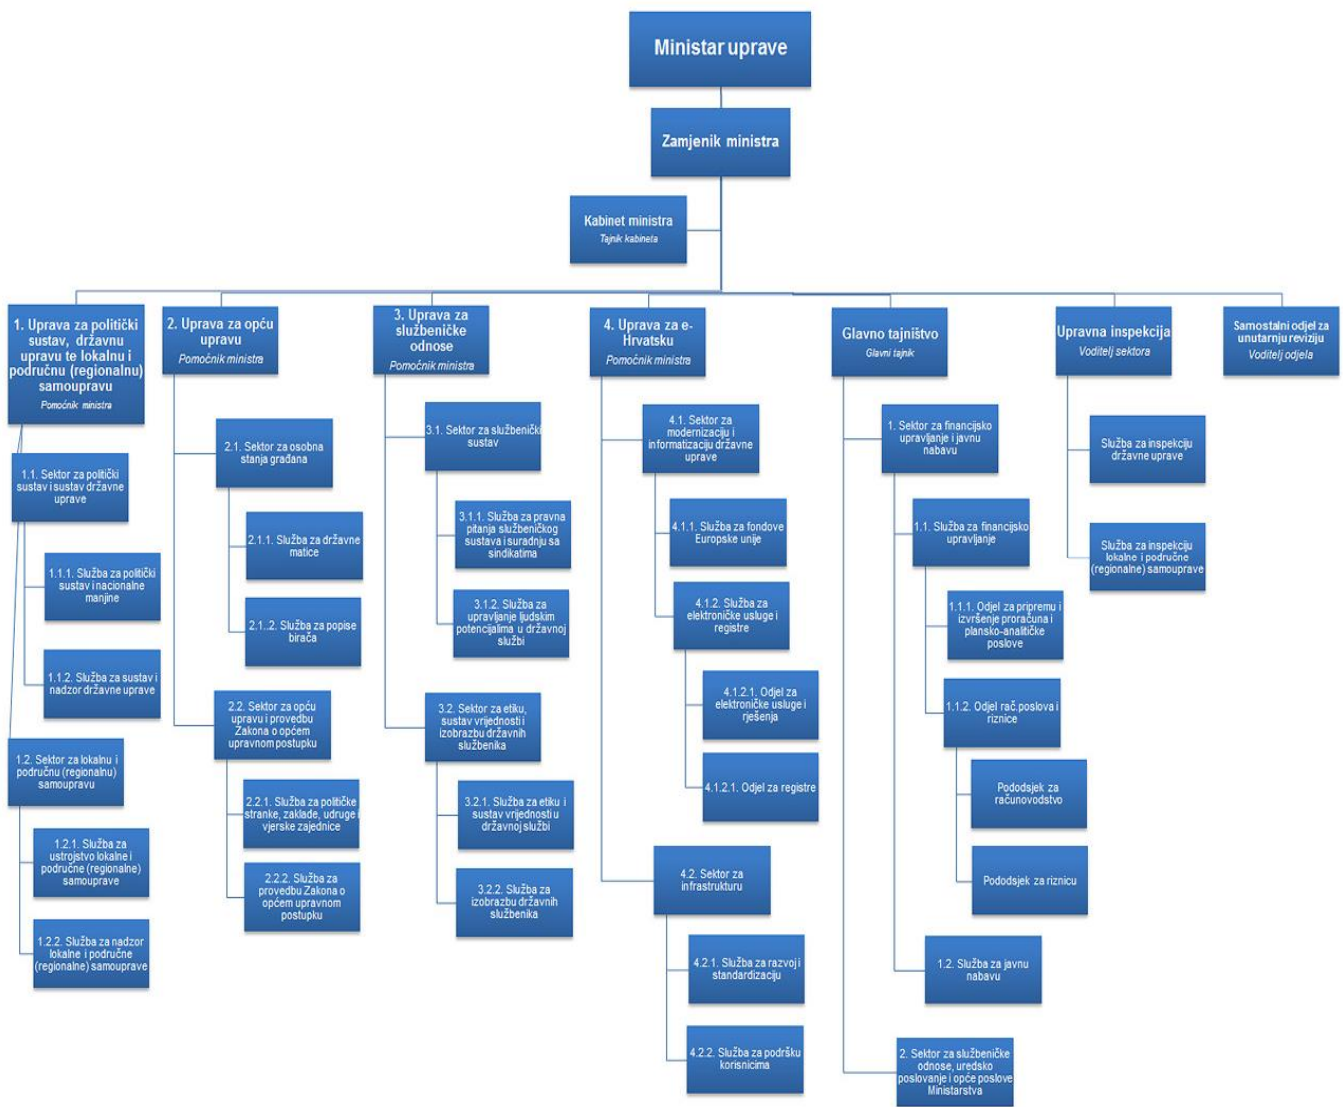 Ministar uprave
Zamjenik ministra
Kabinet ministra
Tajnik kabineta
1. Uprava za politički
sustav, državnu
upravu te lokalnu i
područnu (regionalnu)
samoupravu
Pomoćnik ministra
1.1. Sektor za politički
sustav i sustav državne
uprave
1.1.1. Služba za politički
sustav i nacionalne
manjine
1.1.2. Služba za sustav i
nadzor državne uprave
1.2. Sektor za lokalnu i
područnu (regionalnu)
samoupravu
1.2.1. Služba za
ustrojstvo lokalne i
područne (regionalne)
samouprave
1.2.2. Služba za nadzor
lokalne i područne
(regionalne) samouprave
2. Uprava za opću
upravu
Pomoćnik ministra
2.1. Sektor za osobna
stanja građana
2.1.1. Služba za državne
matice
2.1..2. Služba za popise
birača
2.2. Sektor za opću
upravu i provedbu
Zakona o općem
upravnom postupku
2.2.1. Služba za političke
stranke, zaklade, udruge i
vjerske zajednice
2.2.2. Služba za
provedbu Zakona o
općem upravnom
postupku
3. Uprava za
službeničke
odnose
Pomoćnik ministra
3.1. Sektor za službenički
sustav
3.1.1. Služba za pravna
pitanja službeničkog
sustava i suradnju sa
sindikatima
3.1.2. Služba za
upravljanje ljudskim
potencijalima u državnoj
službi
3.2. Sektor za etiku,
sustav vrijednosti i
izobrazbu državnih
službenika
3.2.1. Služba za etiku i
sustav vrijednosti u
državnoj službi
3.2.2. Služba za
izobrazbu državnih
službenika
4. Uprava za e-
Hrvatsku
Pomoćnik ministra
4.1. Sektor za
modernizaciju i
informatizaciju državne
uprave
4.1.1. Služba za fondove
Europske unije
4.1.2. Služba za
elektroničke usluge i
registre
4.1.2.1. Odjel za
elektroničke usluge i
rješenja
4.1.2.1. Odjel za registre
4.2. Sektor za
infrastrukturu
4.2.1. Služba za razvoj i
standardizaciju
4.2.2. Služba za podršku
korisnicima
Glavno tajništvo
Glavni tajnik
1. Sektor za financijsko
upravljanje i javnu
nabavu
1.1. Služba za financijsko
upravljanje
1.1.1. Odjel za pripremu i
izvršenje proračuna i
plansko-analitičke
poslove
1.1.2. Odjel rač.poslova i
riznice
Pododsjek za
računovodstvo
Pododsjek za riznicu
1.2. Služba za javnu
nabavu
2. Sektor za službeničke
odnose, uredsko
poslovanje i opće poslove
Ministarstva
Upravna inspekcija
Voditelj sektora
Služba za inspekciju
državne uprave
Služba za inspekciju
lokalne i područne
(regionalne) samouprave
Samostalni odjel za
unutarnju reviziju
Voditelj odjela